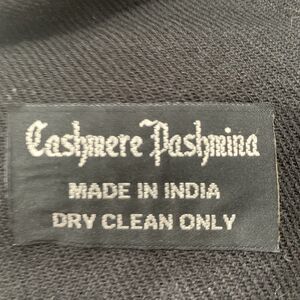 Cashmere Pashmina
MADE IN INDIA
DRY CLEAN ONLY